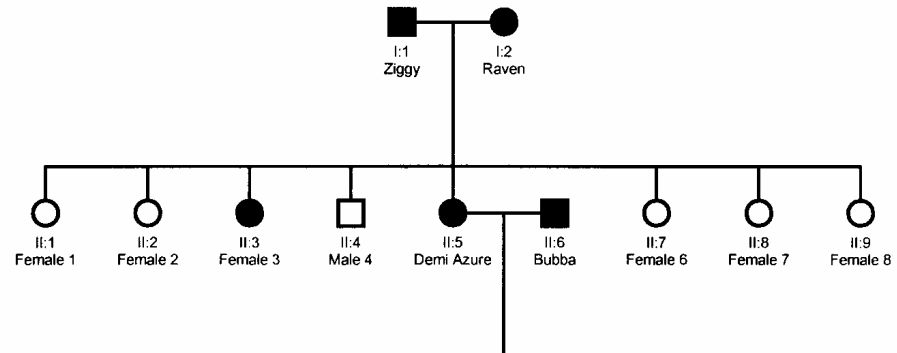 I:1 I:2
Ziggy Raven
II:1 II:2 II:3 II:4 II:5 II:6 II:7 II:8 II:9
Female 1 Female 2 Female 3 Male 4 Demi Azure Bubba Female 6 Female 7 Female 8